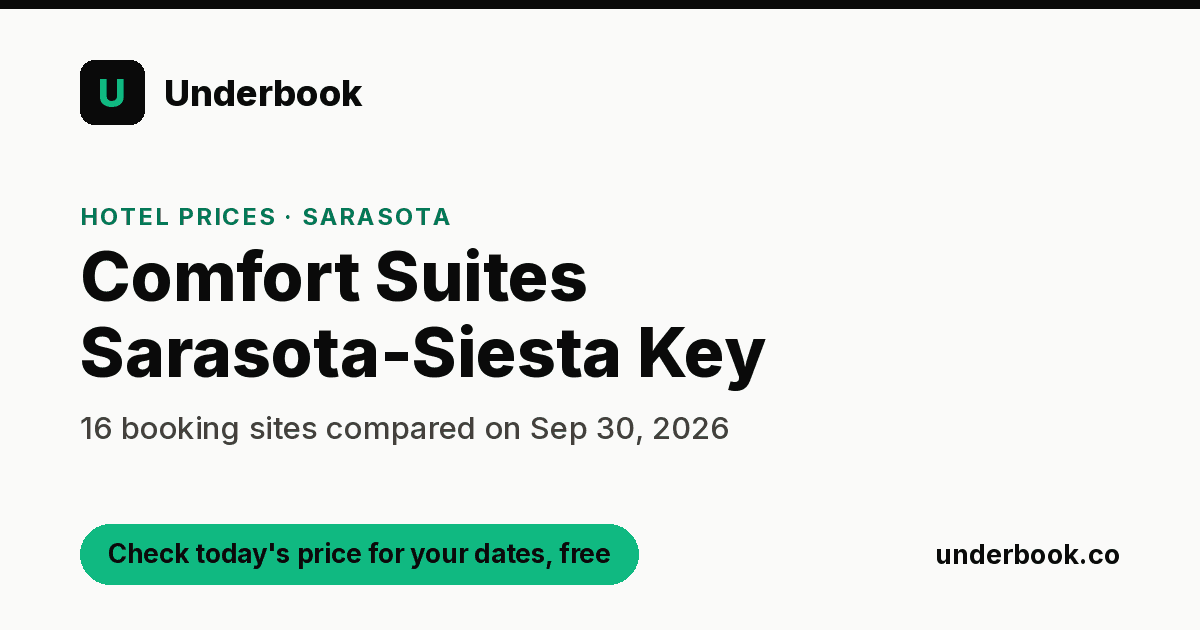 U
Underbook
HOTEL PRICES · SARASOTA
Comfort Suites
Sarasota-Siesta Key
16 booking sites compared on Sep 30, 2026
Check today's price for your dates, free
underbook.co